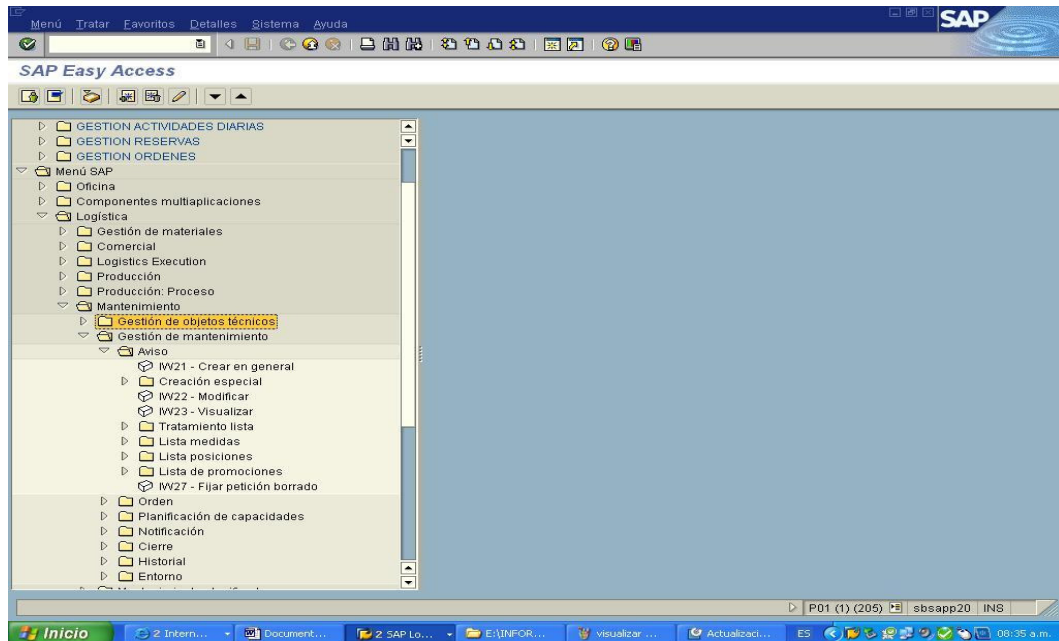 Menú Tratar Favoritos Detalles Sistema Ayuda
SAP
SAP Easy Access
GESTION ACTIVIDADES DIARIAS
GESTION RESERVAS
GESTION ORDENES
Menú SAP
Oficina
Componentes multiaplicaciones
Logística
Gestión de materiales
Comercial
Logistics Execution
Producción
Producción: Proceso
Mantenimiento
Gestión de objetos técnicos
Gestión de mantenimiento
Aviso
IW21 - Crear en general
Creación especial
IW22 - Modificar
IW23 - Visualizar
Tratamiento lista
Lista medidas
Lista posiciones
Lista de promociones
IW27 - Fijar petición borrado
Orden
Planificación de capacidades
Notificación
Cierre
Historial
Entorno
P01 (1) (205) sbsapp20 INS
Inicio 2 Intern... Document... 2 SAP Lo... E:\INFOR... visualizar ... Actualizaci... ES 08:35 a.m.